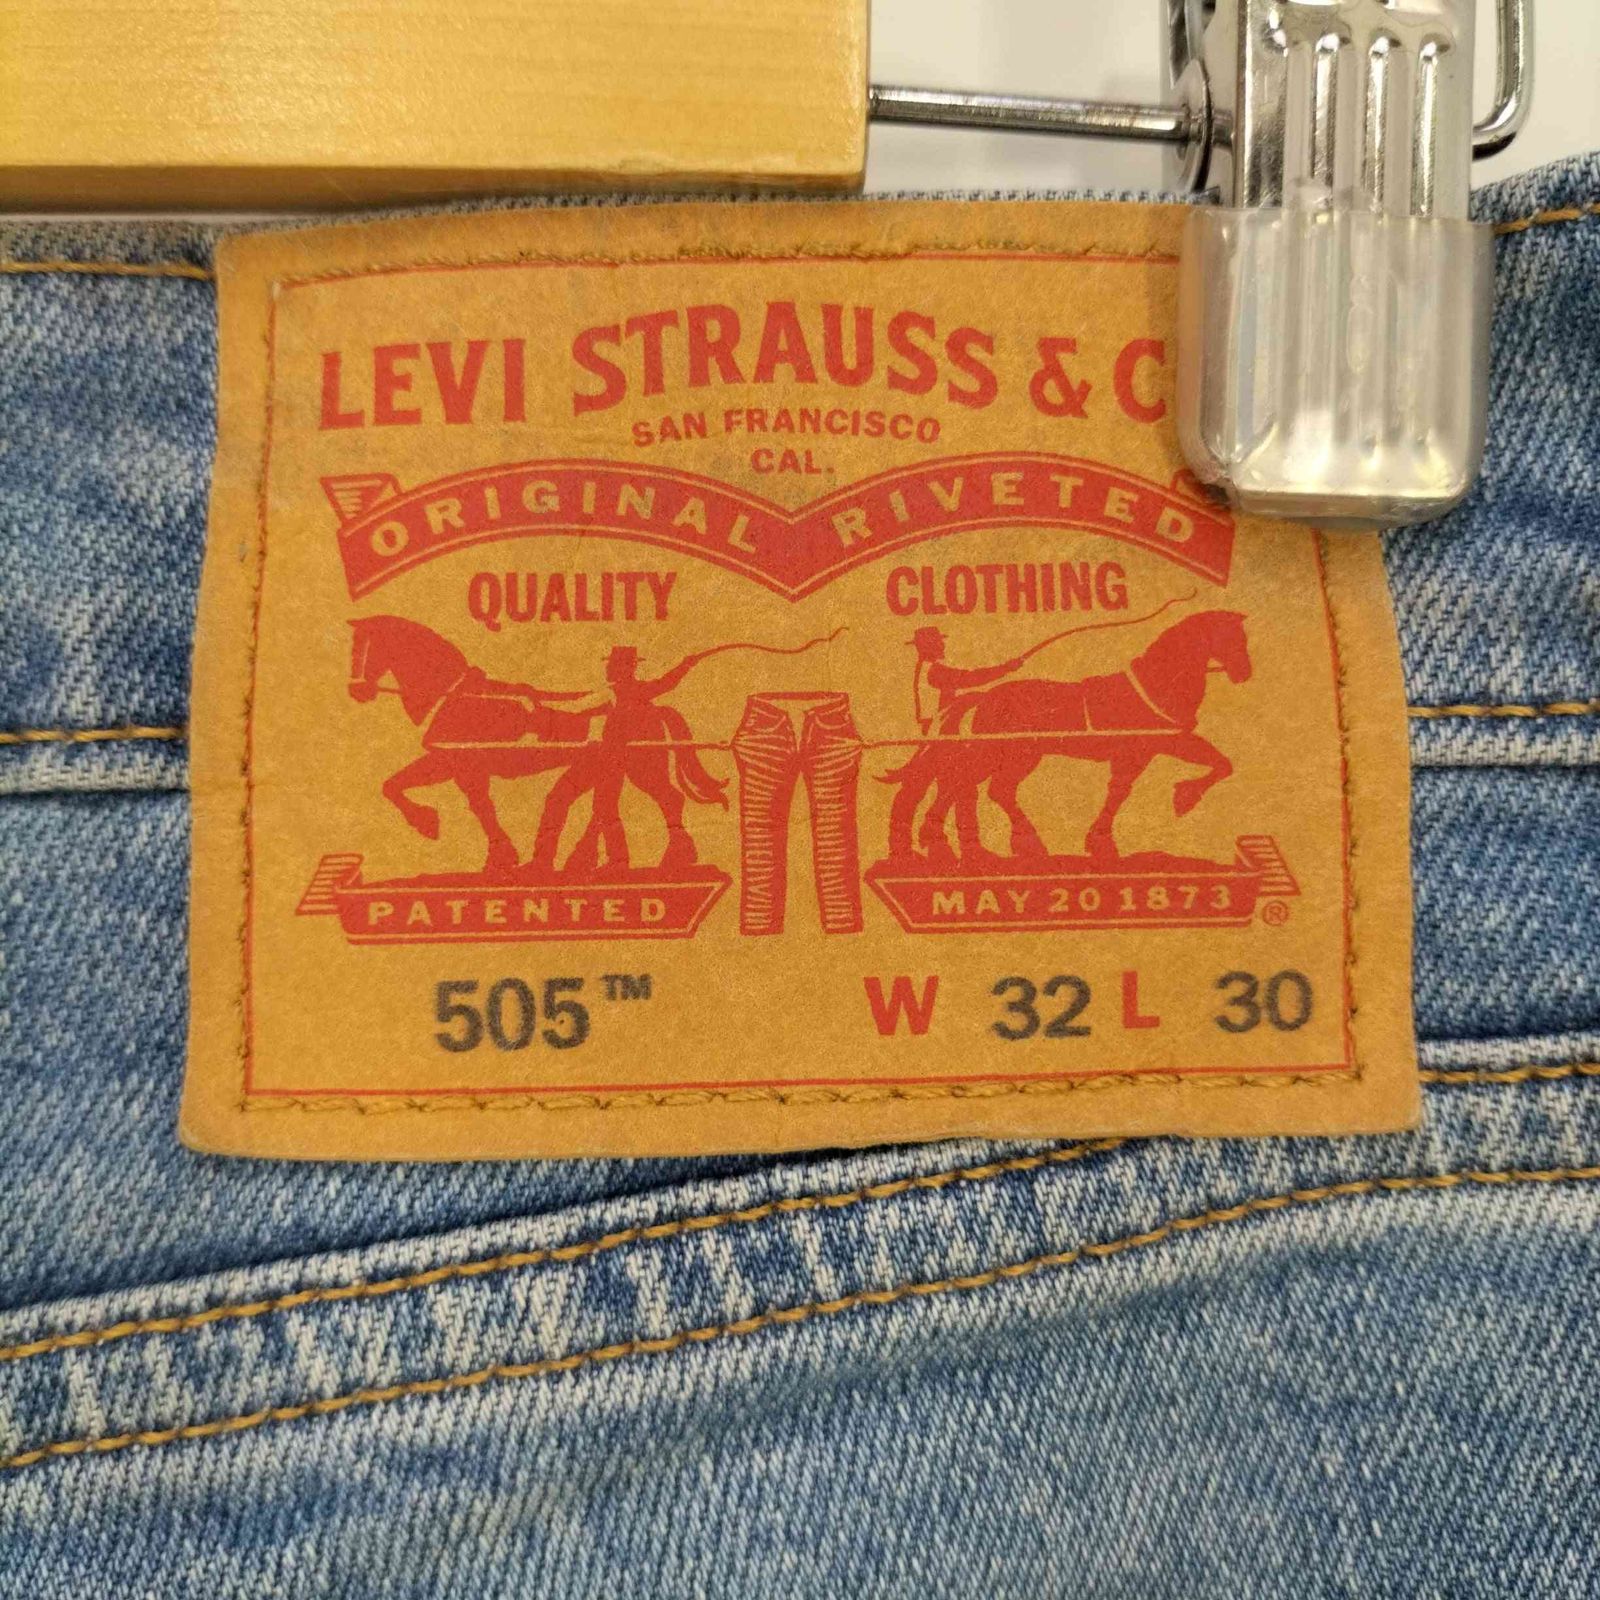 LEVI STRAUSS & C
SAN FRANCISCO
CAL.
ORIGINAL RIVETED
QUALITY CLOTHING
PATENTED MAY 20 1873 ®
505™ W 32 L 30